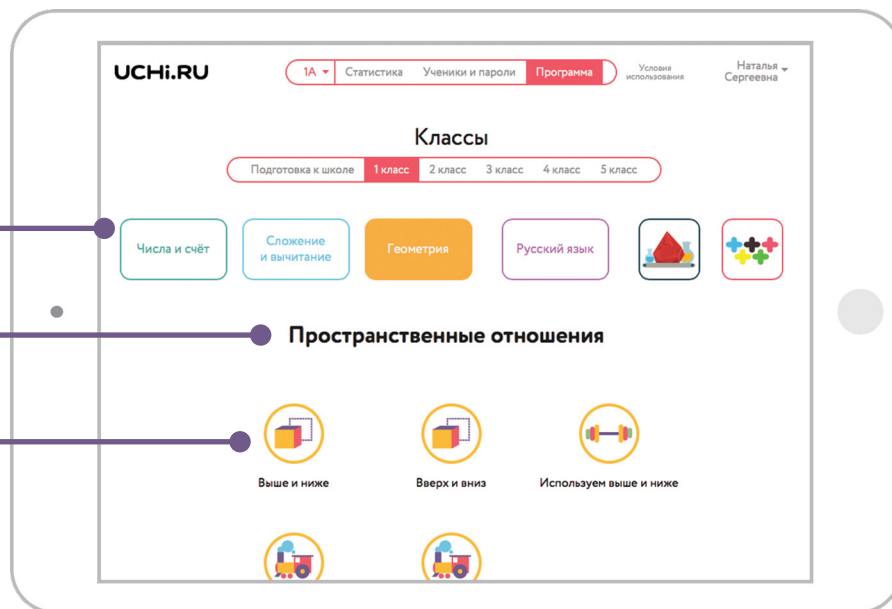 UCHi.RU
1А Статистика Ученики и пароли Программа
Условия
использования
Наталья
Сергеевна
Классы
Подготовка к школе 1 класс 2 класс 3 класс 4 класс 5 класс
Числа и счёт
Сложение
и вычитание
Геометрия
Русский язык
Пространственные отношения
Выше и ниже
Вверх и вниз
Используем выше и ниже